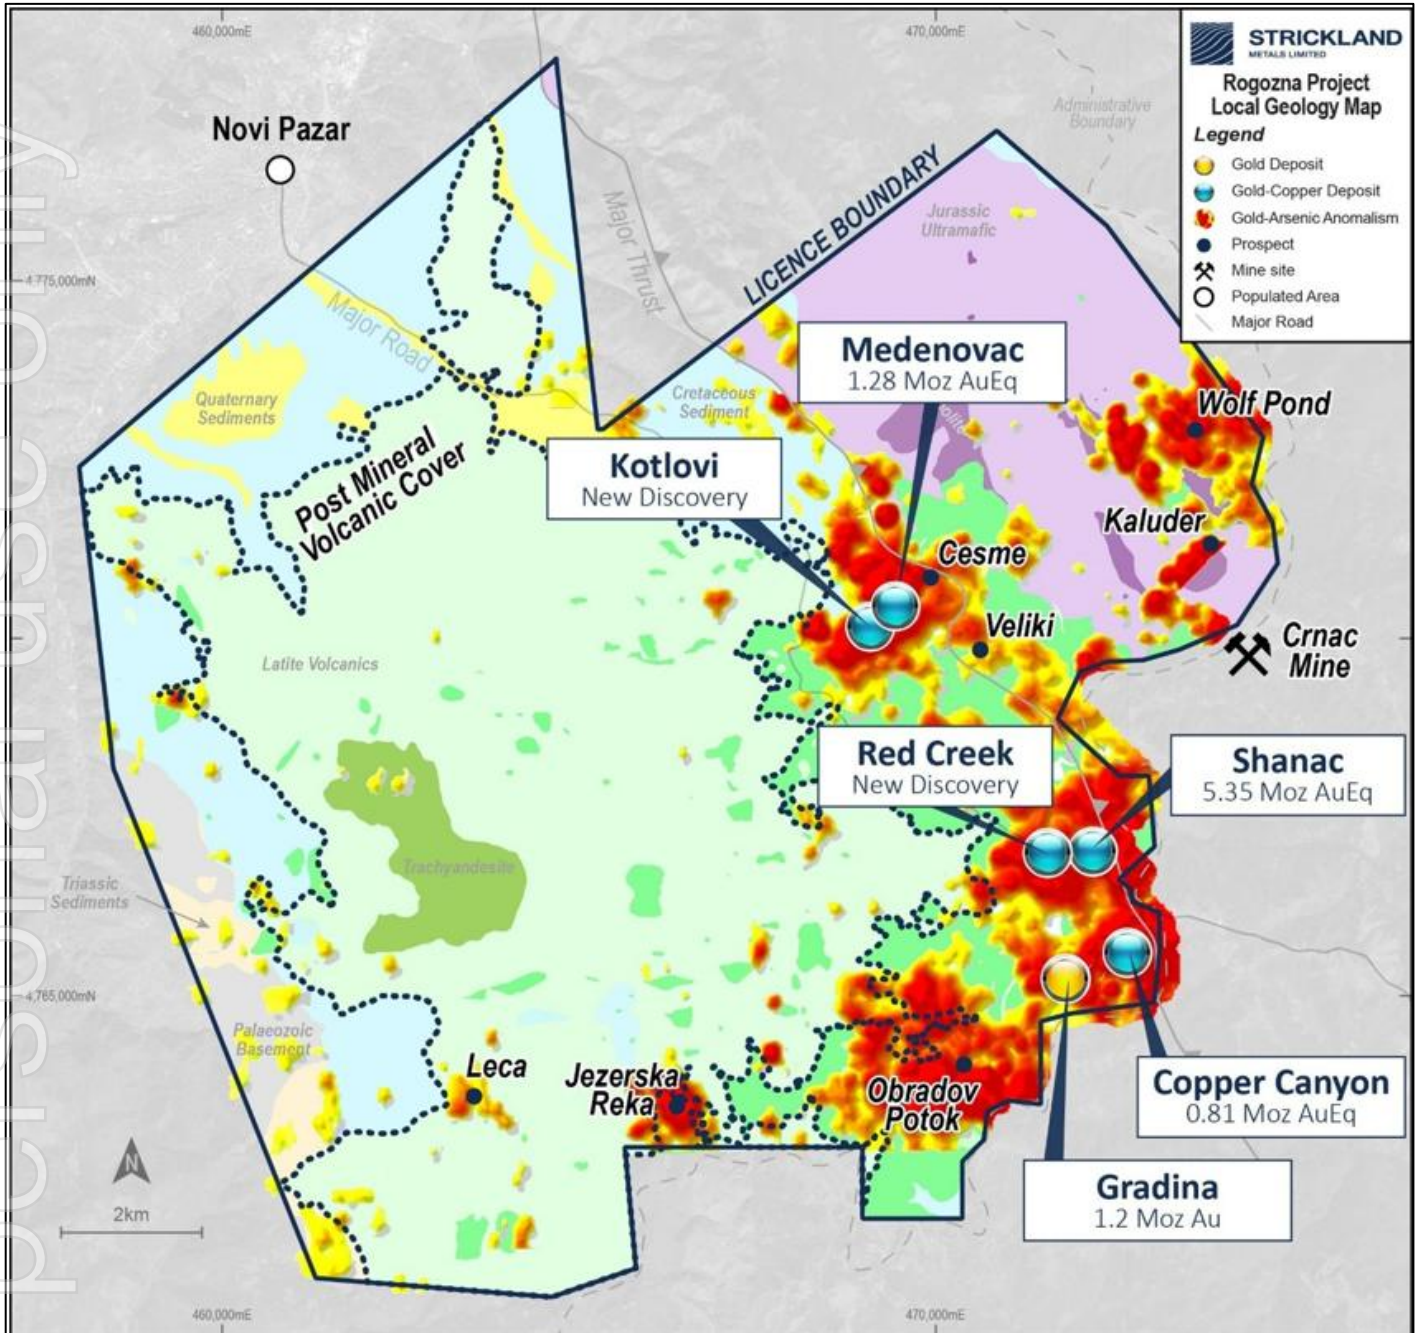 460,000mE
470,000mE
STRICKLAND
METALS LIMITED
Rogozna Project
Local Geology Map
Legend
Gold Deposit
Gold-Copper Deposit
Gold-Arsenic Anomalism
Prospect
Mine site
Populated Area
Major Road
Administrative
Boundary
Novi Pazar
Major Thrust
LICENCE BOUNDARY
Jurassic
Ultramafic
4,775,000mN
Major Road
Medenovac
1.28 Moz AuEq
Quaternary
Sediments
Cretaceous
Sediment
Wolf Pond
Post Mineral
Volcanic Cover
Kotlovi
New Discovery
Kaluder
Cesme
Veliki
Crnac
Mine
Latite Volcanics
Red Creek
New Discovery
Shanac
5.35 Moz AuEq
Trachyandesite
Triassic
Sediments
4,765,000mN
Palaeozoic
Basement
Leca
Jezerska
Reka
Obradov
Potok
Copper Canyon
0.81 Moz AuEq
Gradina
1.2 Moz Au
N
2km
460,000mE
470,000mE
personal use only